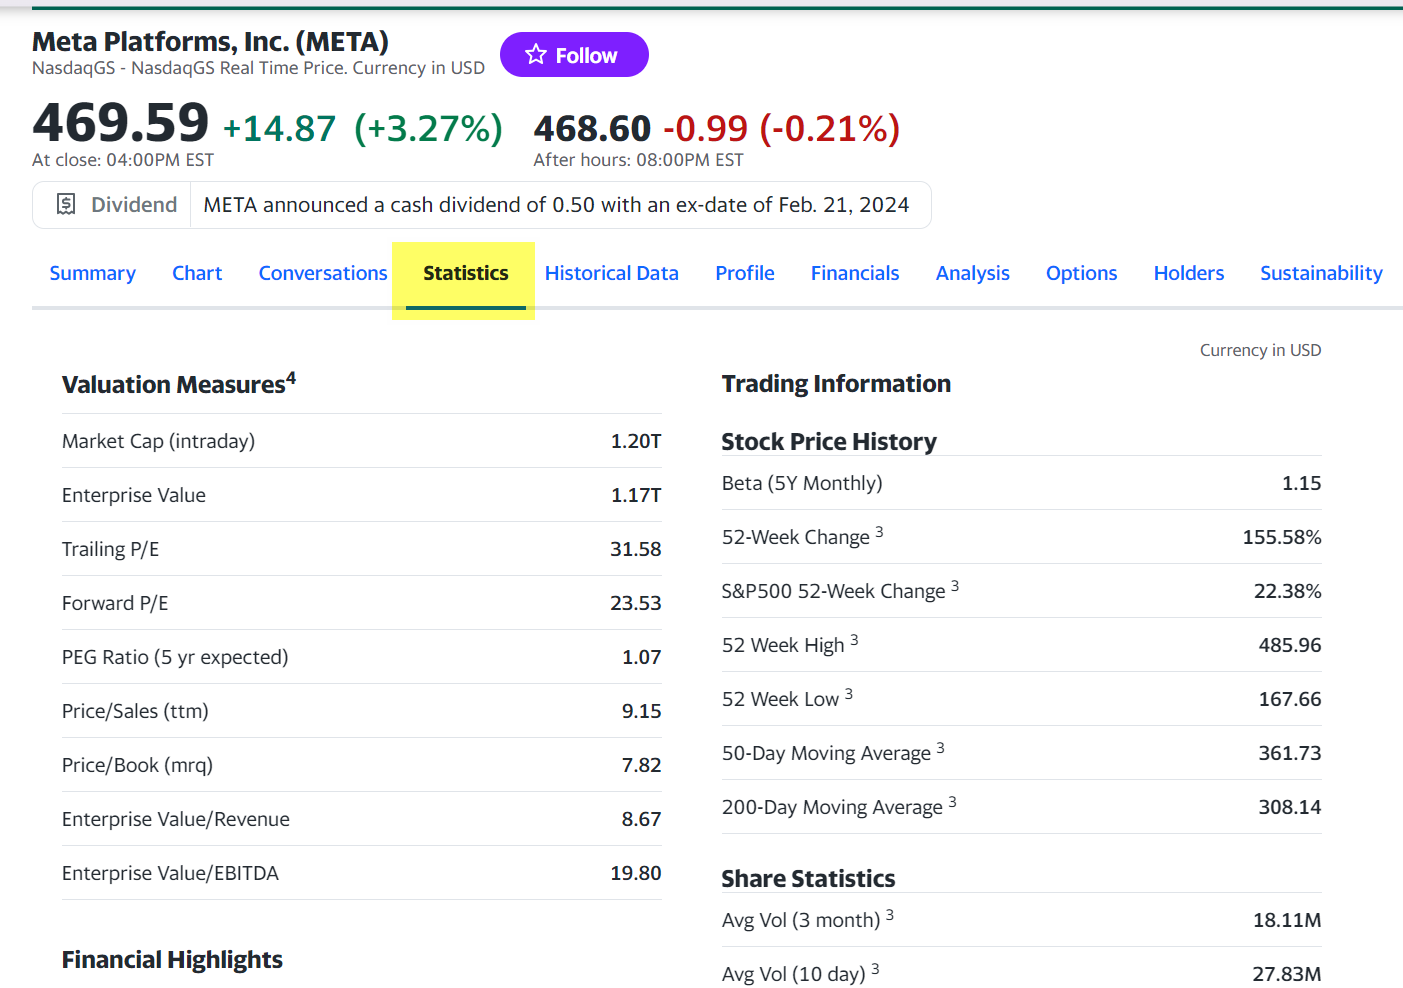 Meta Platforms, Inc. (META)
Follow
NasdaqGS - NasdaqGS Real Time Price. Currency in USD
469.59 +14.87 (+3.27%) 468.60 -0.99 (-0.21%)
At close: 04:00PM EST After hours: 08:00PM EST
Dividend META announced a cash dividend of 0.50 with an ex-date of Feb. 21, 2024
Summary Chart Conversations Statistics Historical Data Profile Financials Analysis Options Holders Sustainability
Currency in USD
Valuation Measures4
Market Cap (intraday) 1.20T
Enterprise Value 1.17T
Trailing P/E 31.58
Forward P/E 23.53
PEG Ratio (5 yr expected) 1.07
Price/Sales (ttm) 9.15
Price/Book (mrq) 7.82
Enterprise Value/Revenue 8.67
Enterprise Value/EBITDA 19.80
Financial Highlights
Trading Information
Stock Price History
Beta (5Y Monthly) 1.15
52-Week Change 3 155.58%
S&P500 52-Week Change 3 22.38%
52 Week High 3 485.96
52 Week Low 3 167.66
50-Day Moving Average 3 361.73
200-Day Moving Average 3 308.14
Share Statistics
Avg Vol (3 month) 3 18.11M
Avg Vol (10 day) 3 27.83M